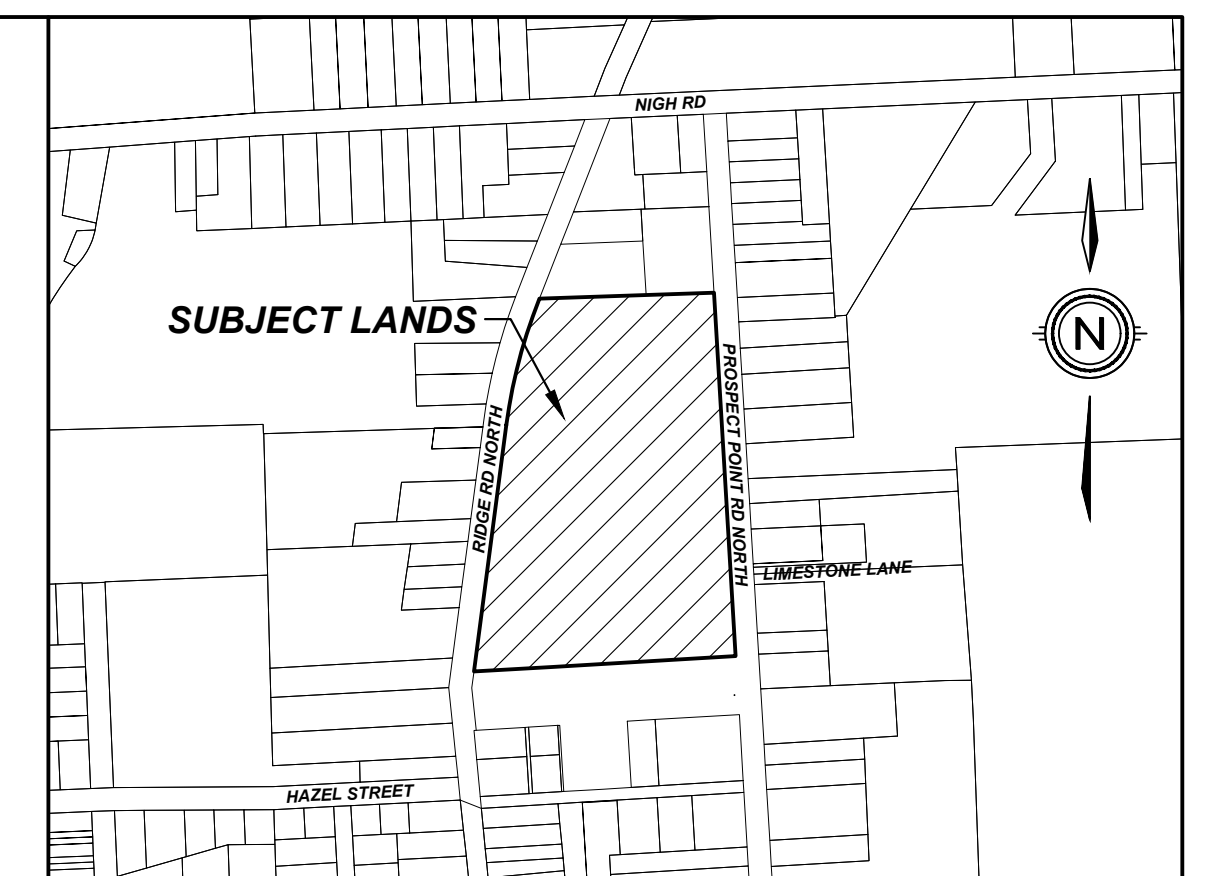 NIGH RD
SUBJECT LANDS
N
PROSPECT POINT RD NORTH
RIDGE RD NORTH
LIMESTONE LANE
HAZEL STREET